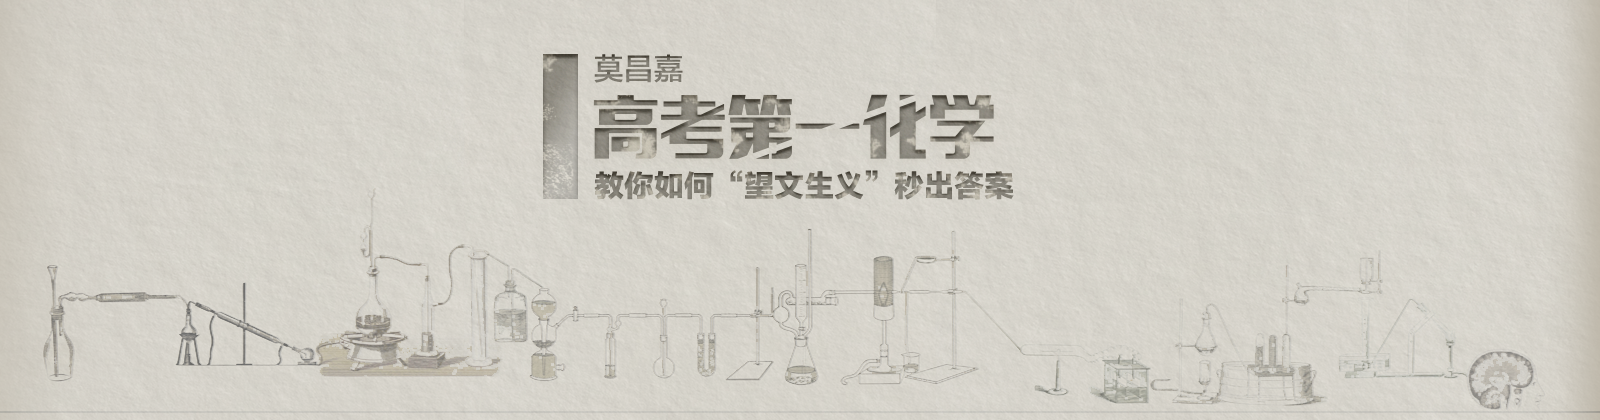 莫昌嘉
高考第一化学
教你如何“望文生义”秒出答案